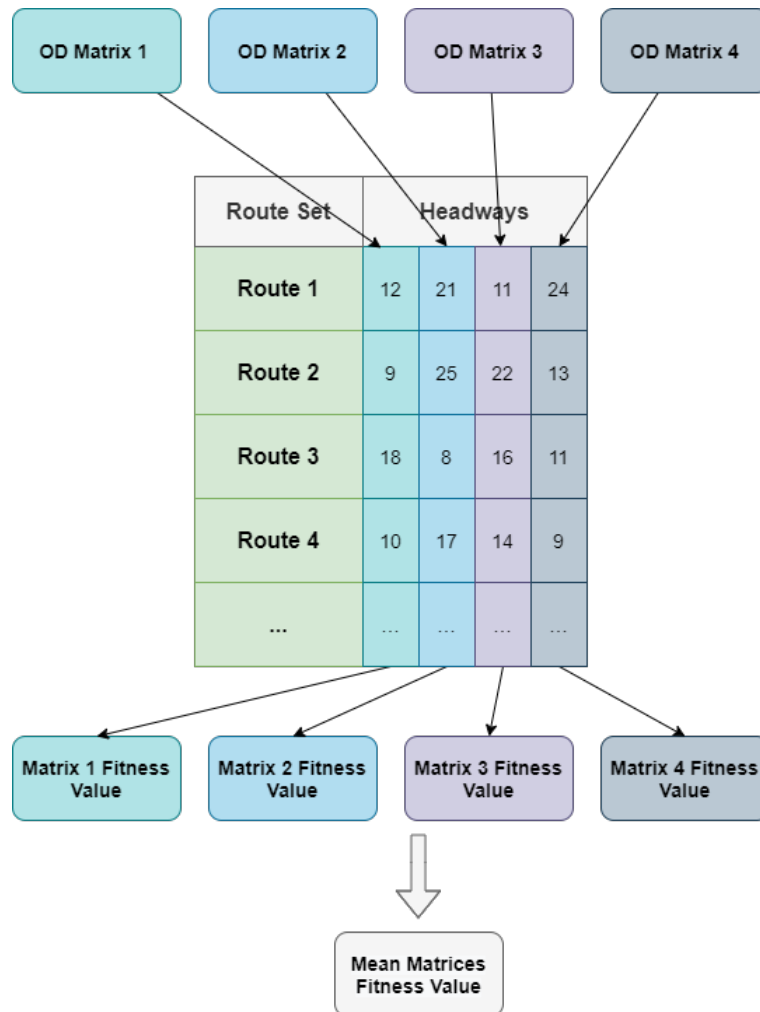 OD Matrix 1 OD Matrix 2 OD Matrix 3 OD Matrix 4
Route Set Headways
Route 1 12 21 11 24
Route 2 9 25 22 13
Route 3 18 8 16 11
Route 4 10 17 14 9
... ... ... ... ...
Matrix 1 Fitness Matrix 2 Fitness Matrix 3 Fitness Matrix 4 Fitness
Value Value Value Value
Mean Matrices
Fitness Value